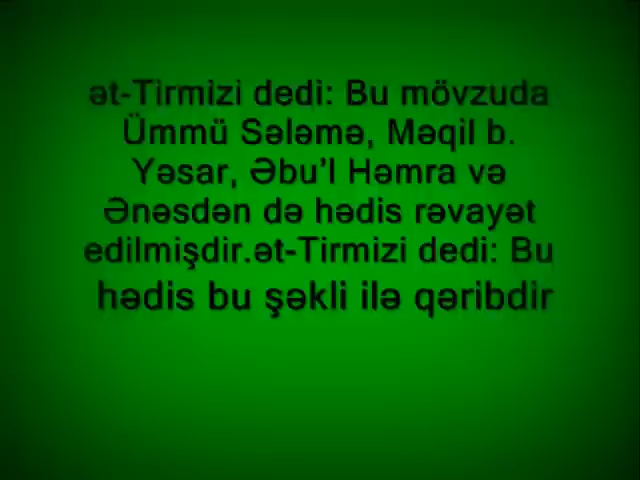 ət-Tirmizi dedi: Bu mövzuda
Ümmü Sələmə, Məqil b.
Yəsar, Əbu’l Həmra və
Ənəsdən də hədis rəvayət
edilmişdir.ət-Tirmizi dedi: Bu
hədis bu şəkli ilə qəribdir